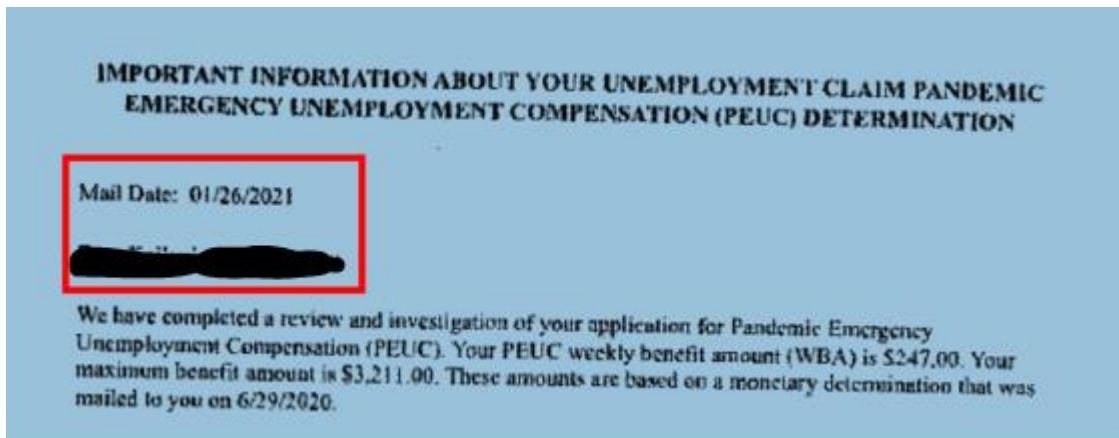 IMPORTANT INFORMATION ABOUT YOUR UNEMPLOYMENT CLAIM PANDEMIC
EMERGENCY UNEMPLOYMENT COMPENSATION (PEUC) DETERMINATION
Mail Date: 01/26/2021
We have completed a review and investigation of your application for Pandemic Emergency
Unemployment Compensation (PEUC). Your PEUC weekly benefit amount (WBA) is $247.00. Your
maximum benefit amount is $3,211.00. These amounts are based on a monetary determination that was
mailed to you on 6/29/2020.